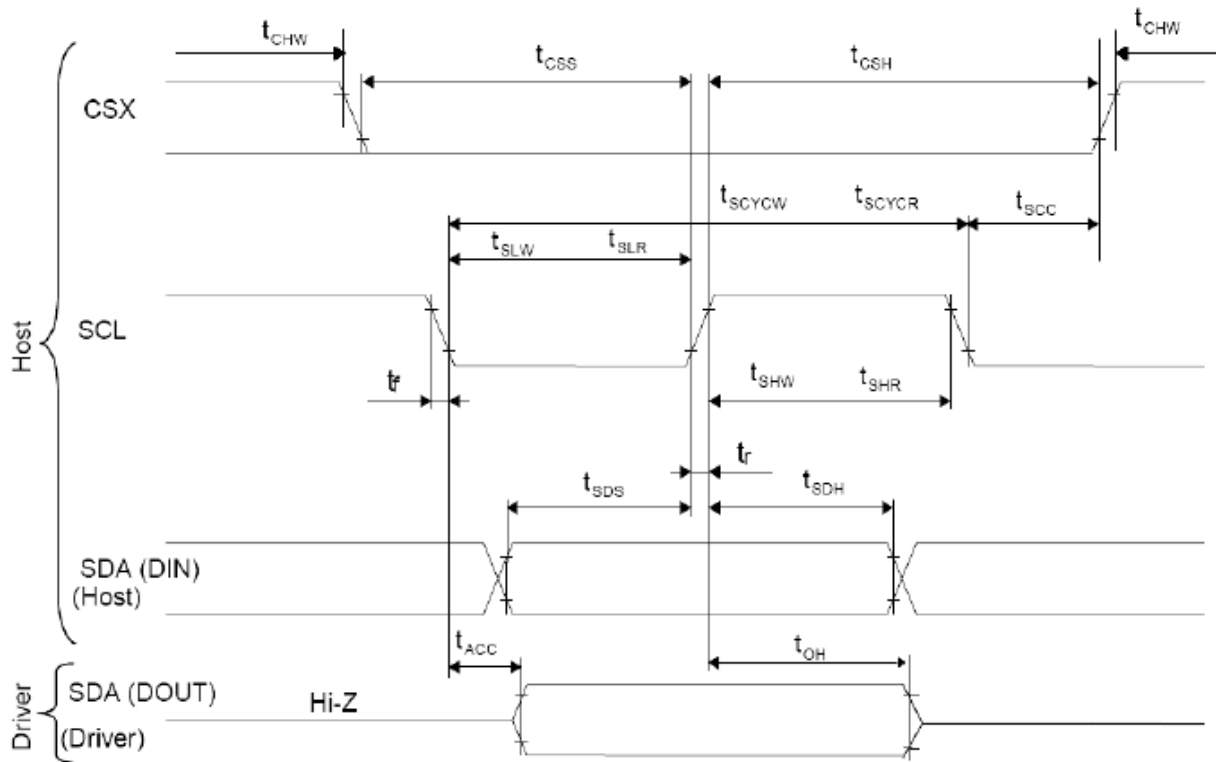 tCHW
tCHW
tCSS
tCSH
CSX
tSCYCW
tSCYCR
tSCC
tSLW
tSLR
Host
SCL
tf
tSHW
tSHR
tr
tSDS
tSDH
SDA (DIN)
(Host)
tACC
tOH
Driver
SDA (DOUT)
Hi-Z
(Driver)